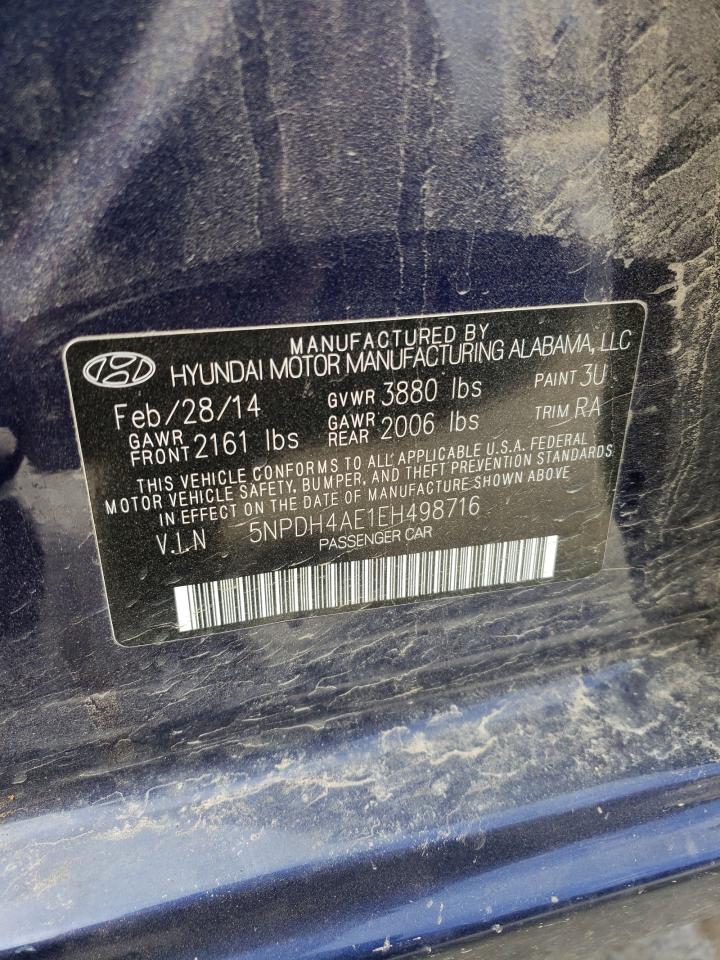 MANUFACTURED BY
HYUNDAI MOTOR MANUFACTURING ALABAMA, LLC
Feb/28/14 GVWR 3880 lbs PAINT 3U
GAWR FRONT 2161 lbs GAWR REAR 2006 lbs TRIM RA
THIS VEHICLE CONFORMS TO ALL APPLICABLE U.S.A. FEDERAL
MOTOR VEHICLE SAFETY, BUMPER, AND THEFT PREVENTION STANDARDS
IN EFFECT ON THE DATE OF MANUFACTURE SHOWN ABOVE
V.I.N 5NPDH4AE1EH498716
PASSENGER CAR